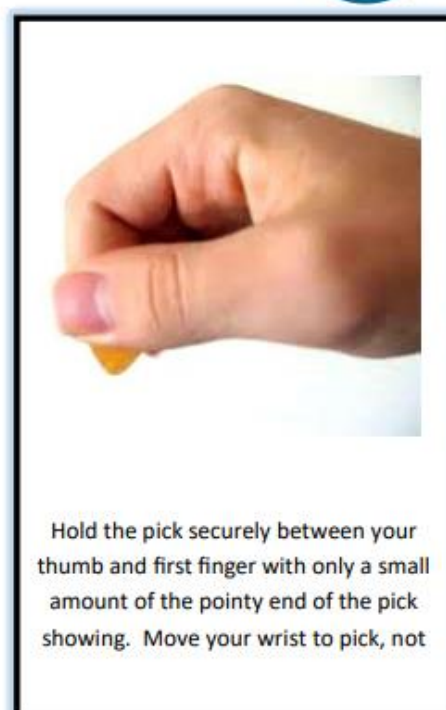 Hold the pick securely between your
thumb and first finger with only a small
amount of the pointy end of the pick
showing.  Move your wrist to pick, not